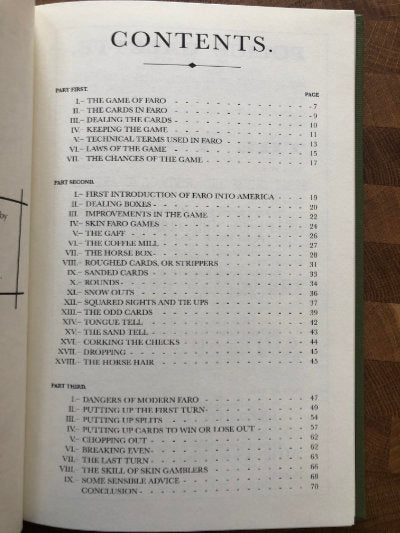 CONTENTS.
PART FIRST.
PAGE
I.– THE GAME OF FARO - - - - - - - - - - - 7
II.– THE CARDS IN FARO - - - - - - - - - - - 9
III.– DEALING THE CARDS - - - - - - - - - - - 10
IV.– KEEPING THE GAME - - - - - - - - - - - 11
V.– TECHNICAL TERMS USED IN FARO - - - - - - - 13
VI.– LAWS OF THE GAME - - - - - - - - - - - 15
VII. – THE CHANCES OF THE GAME - - - - - - - - - 17
PART SECOND.
I.– FIRST INTRODUCTION OF FARO INTO AMERICA - - - - 19
II.– DEALING BOXES - - - - - - - - - - - - 20
III. IMPROVEMENTS IN THE GAME - - - - - - - - 22
IV.– SKIN FARO GAMES - - - - - - - - - - - 24
V.– THE GAFF - - - - - - - - - - - - - 26
VI.– THE COFFEE MILL - - - - - - - - - - - 27
VII.– THE HORSE BOX - - - - - - - - - - - - 28
VIII.– ROUGHED CARDS, OR STRIPPERS - - - - - - - 31
IX.– SANDED CARDS - - - - - - - - - - - - 33
X.– ROUNDS - - - - - - - - - - - - - - 34
XI.– SNOW OUTS - - - - - - - - - - - - - 36
XII.– SQUARED SIGHTS AND TIE UPS - - - - - - - - 37
XIII.– THE ODD CARDS - - - - - - - - - - - - 39
XIV.– TONGUE TELL - - - - - - - - - - - - 42
XV.– THE SAND TELL - - - - - - - - - - - - 43
XVI.– CORKING THE CHECKS - - - - - - - - - - 44
XVII.– DROPPING - - - - - - - - - - - - - 45
XVIII.– THE HORSE HAIR - - - - - - - - - - - 45
PART THIRD.
I.– DANGERS OF MODERN FARO - - - - - - - - - 47
II.– PUTTING UP THE FIRST TURN - - - - - - - - 49
III.– PUTTING UP SPLITS - - - - - - - - - - - 54
IV.– PUTTING UP CARDS TO WIN OR LOSE OUT - - - - - 57
V.– CHOPPING OUT - - - - - - - - - - - - 62
VI.– BREAKING EVEN - - - - - - - - - - - - 62
VII.– THE LAST TURN - - - - - - - - - - - - 63
VIII.– THE SKILL OF SKIN GAMBLERS - - - - - - - - 66
IX.– SOME SENSIBLE ADVICE - - - - - - - - - - 68
CONCLUSION - - - - - - - - - - - - - 70
by